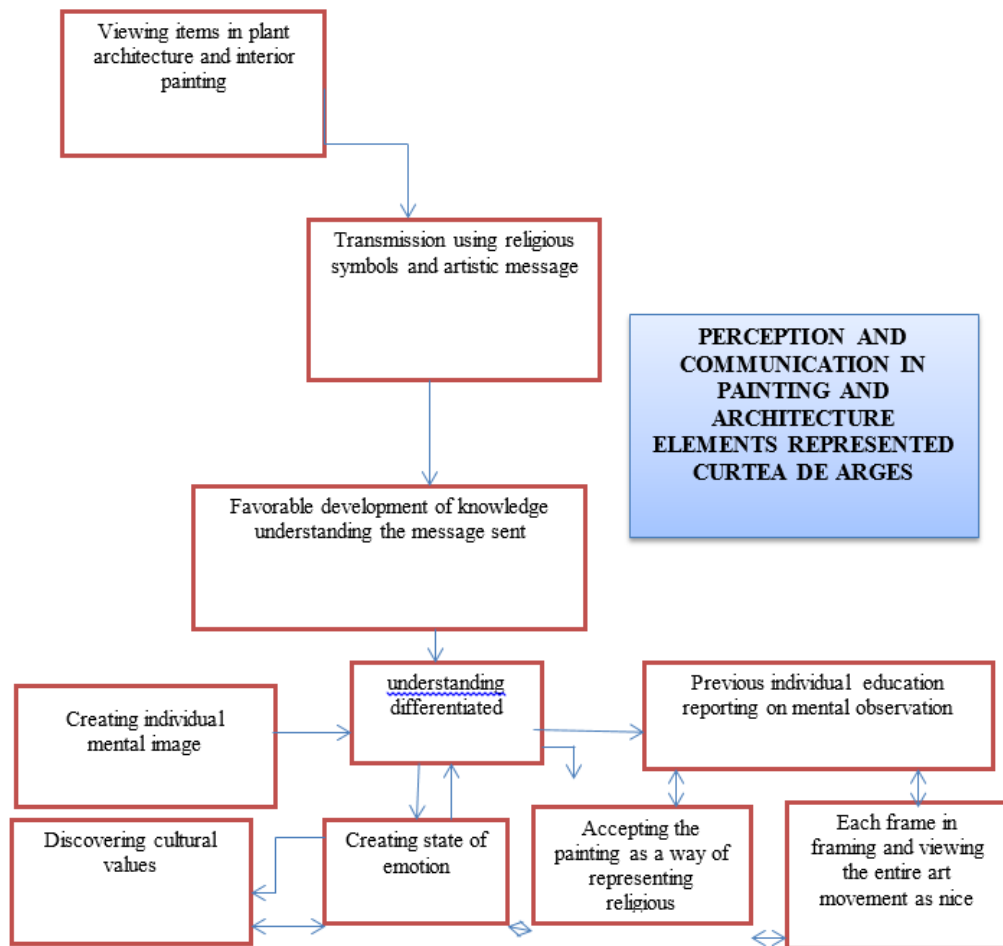 Viewing items in plant
architecture and interior
painting
Transmission using religious
symbols and artistic message
PERCEPTION AND
COMMUNICATION IN
PAINTING AND
ARCHITECTURE
ELEMENTS REPRESENTED
CURTEA DE ARGES
Favorable development of knowledge
understanding the message sent
understanding
differentiated
Previous individual education
reporting on mental observation
Creating individual
mental image
Discovering cultural
values
Creating state of
emotion
Accepting the
painting as a way of
representing
religious
Each frame in
framing and viewing
the entire art
movement as nice